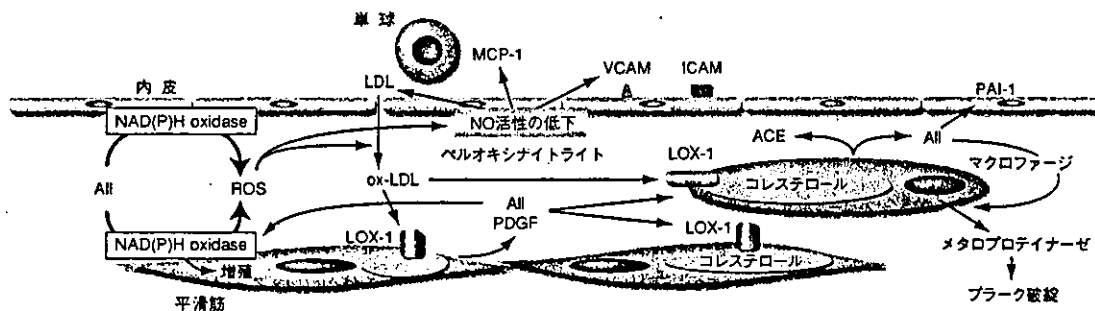 単球
MCP-1
VCAM
ICAM
内皮
LDL
PAI-1
NAD(P)H oxidase
NO活性の低下
ペルオキシナイトライト
ACE
AII
マクロファージ
LOX-1
コレステロール
AII
ROS
ox-LDL
AII
PDGF
NAD(P)H oxidase
LOX-1
LOX-1
コレステロール
メタロプロテイナーゼ
増殖
平滑筋
プラーク破綻